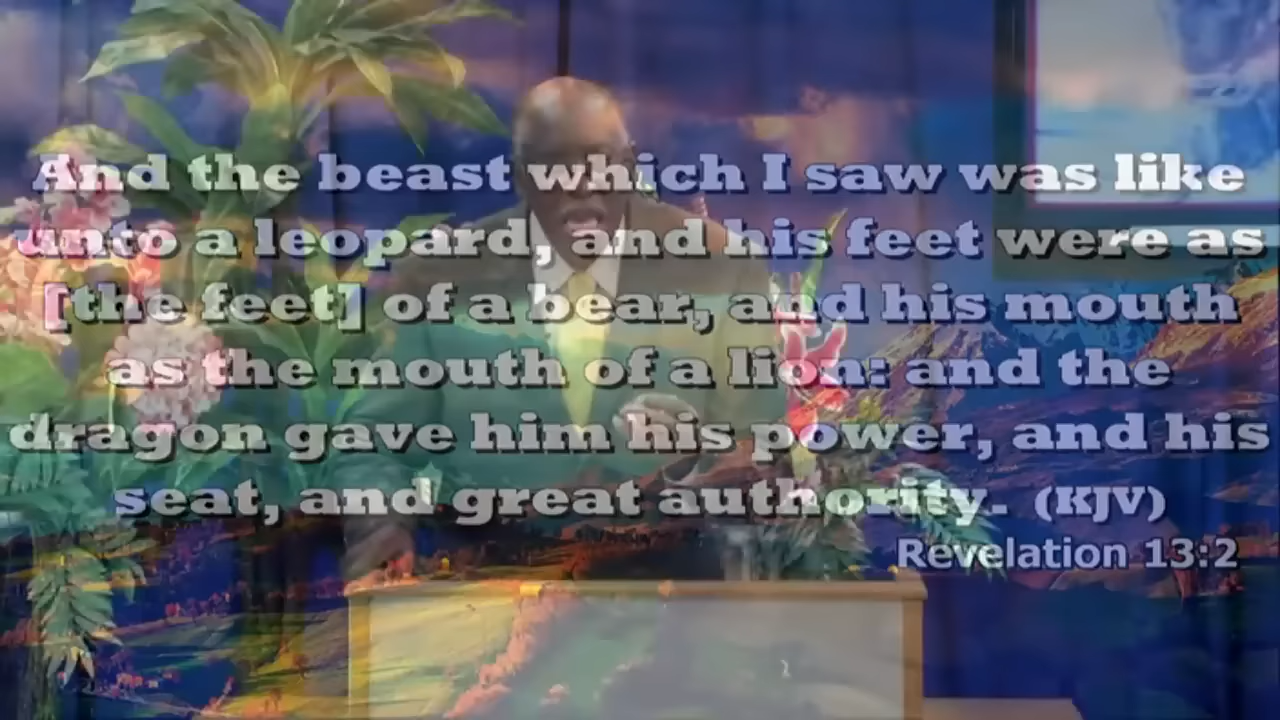 And the beast which I saw was like
unto a leopard, and his feet were as
[the feet] of a bear, and his mouth
as the mouth of a lion: and the
dragon gave him his power, and his
seat, and great authority. (KJV)
Revelation 13:2